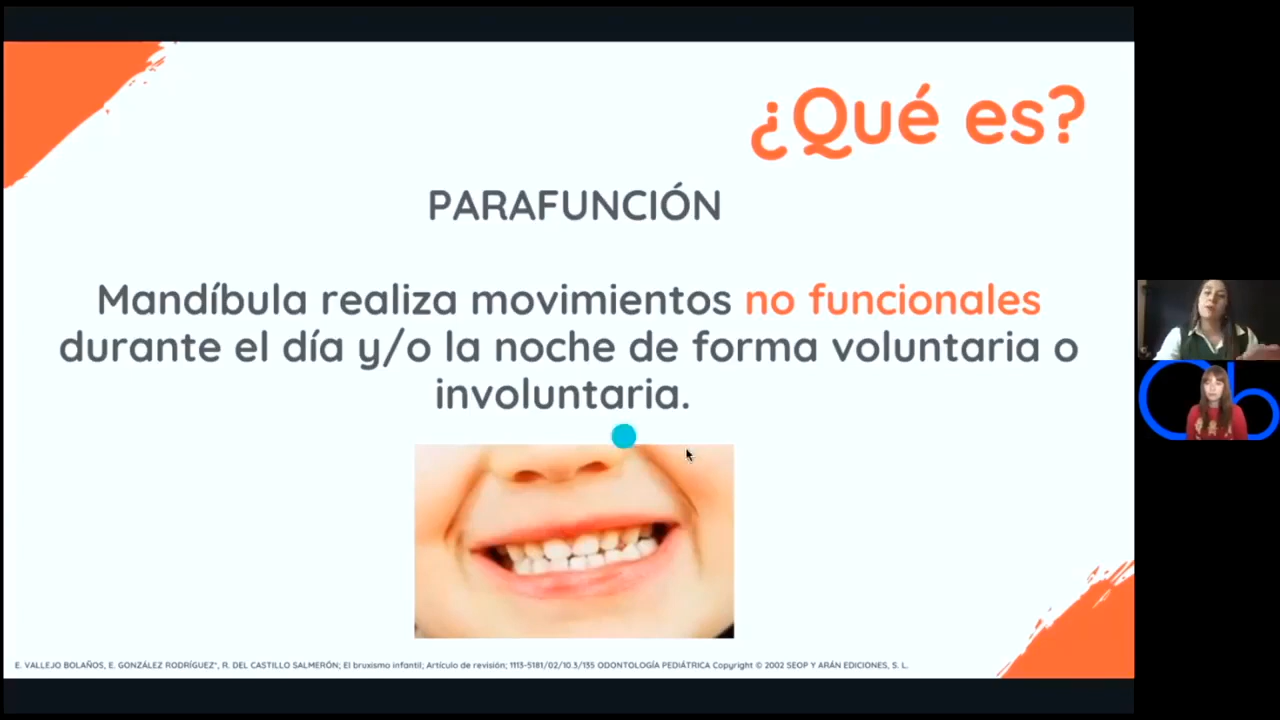 ¿Qué es?
PARAFUNCIÓN
Mandíbula realiza movimientos no funcionales
durante el día y/o la noche de forma voluntaria o
involuntaria.
E. VALLEJO BOLAÑOS, E. GONZÁLEZ RODRÍGUEZ*, R. DEL CASTILLO SALMERÓN; El bruxismo infantil; Artículo de revisión; 1113-5181/02/10.3/135 ODONTOLOGÍA PEDIÁTRICA Copyright © 2002 SEOP Y ARÁN EDICIONES, S. L.